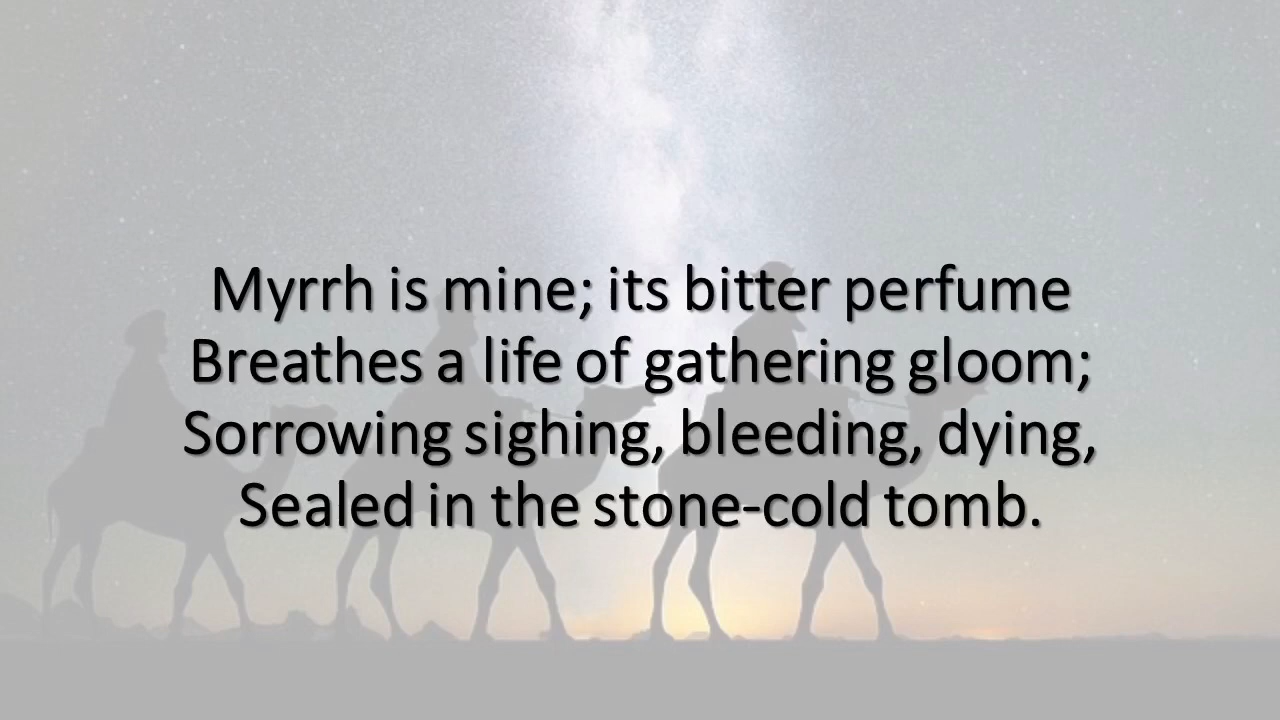 Myrrh is mine; its bitter perfume
Breathes a life of gathering gloom;
Sorrowing sighing, bleeding, dying,
Sealed in the stone-cold tomb.